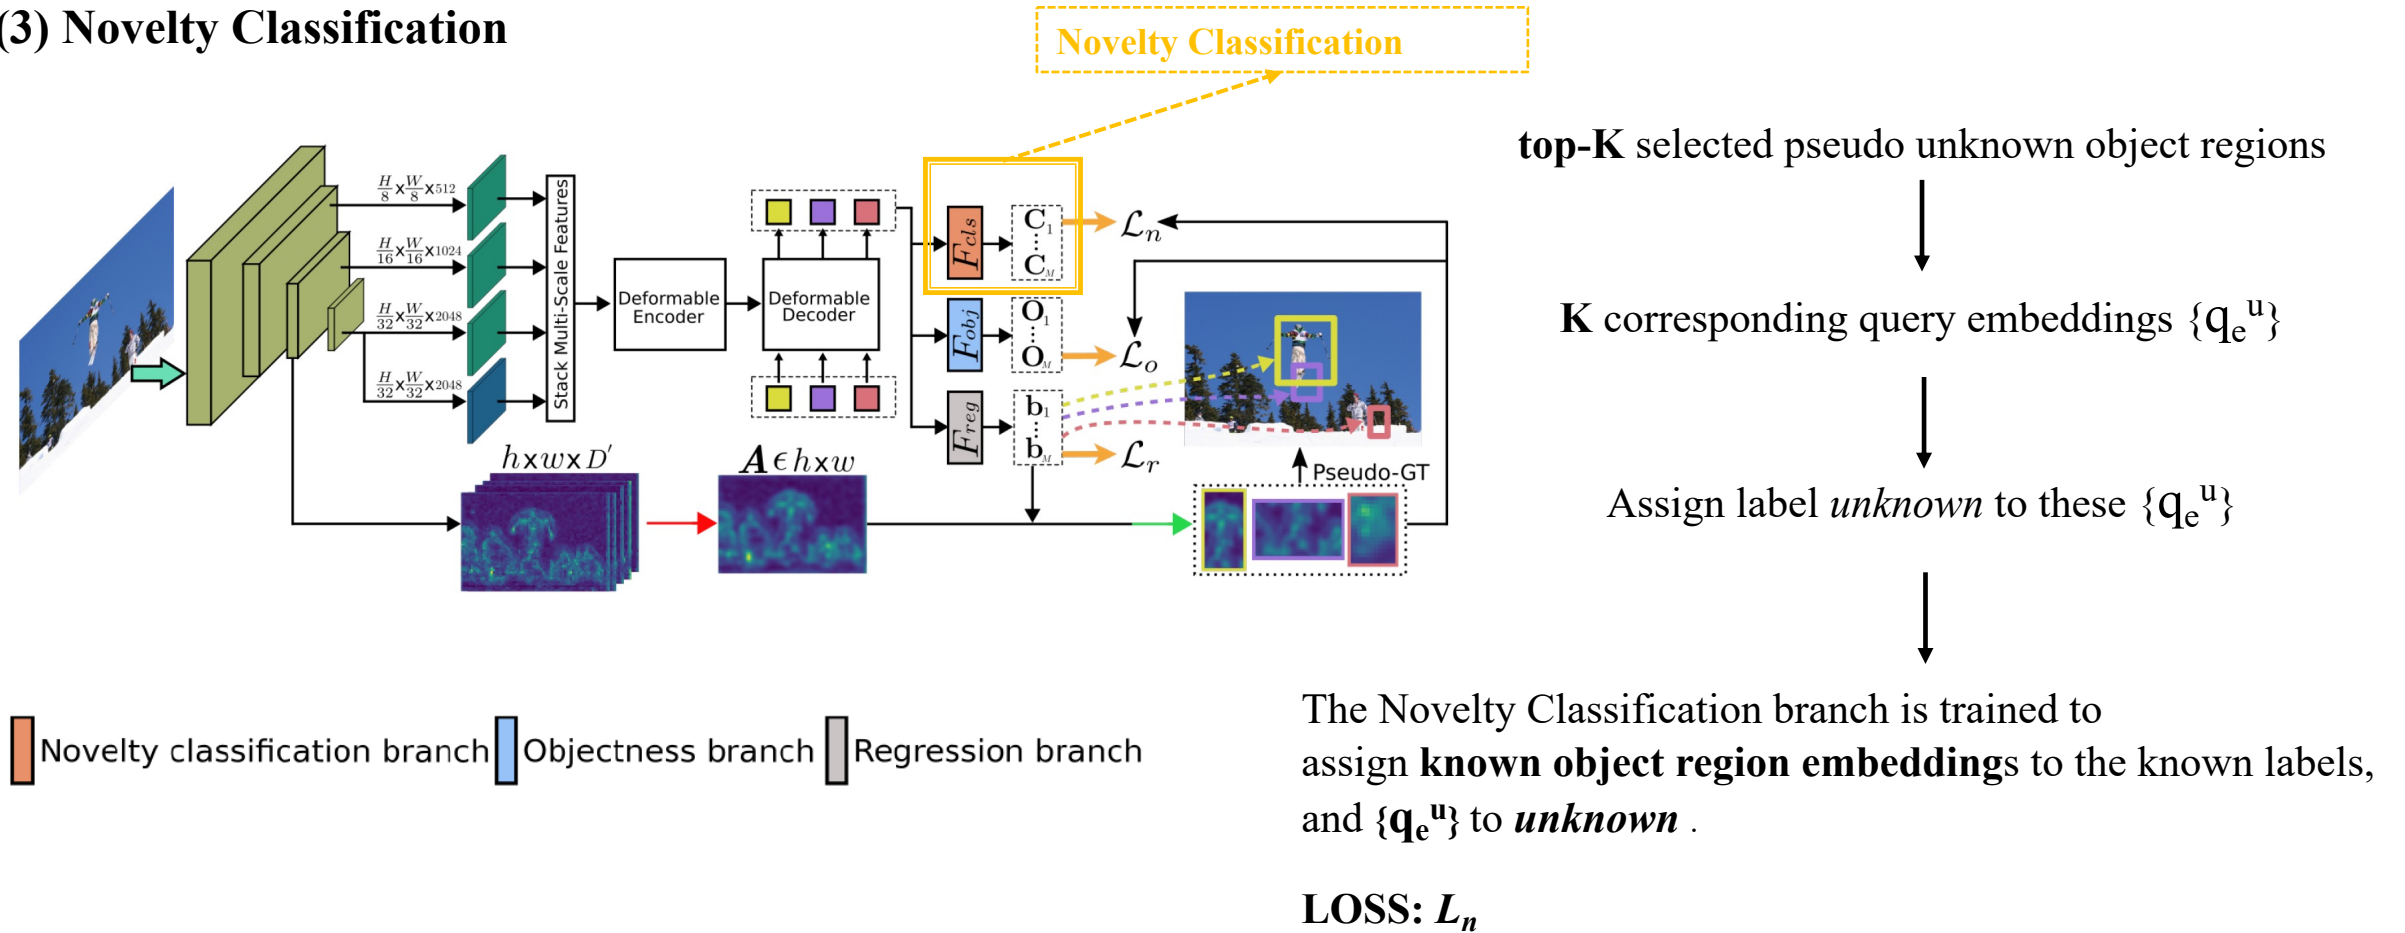 (3) Novelty Classification
Novelty Classification
H/8 x W/8 x 512
H/16 x W/16 x 1024
H/32 x W/32 x 2048
H/32 x W/32 x 2048
Stack Multi-Scale Features
Deformable
Encoder
Deformable
Decoder
F_cls
C_1
C_M
ℒ_n
F_obj
O_1
O_M
ℒ_o
F_reg
b_1
b_M
ℒ_r
Pseudo-GT
h x w x D′
A ϵ h x w
Novelty classification branch
Objectness branch
Regression branch
top-K selected pseudo unknown object regions
K corresponding query embeddings {q_e^u}
Assign label unknown to these {q_e^u}
The Novelty Classification branch is trained to
assign known object region embeddings to the known labels,
and {q_e^u} to unknown .
LOSS: L_n